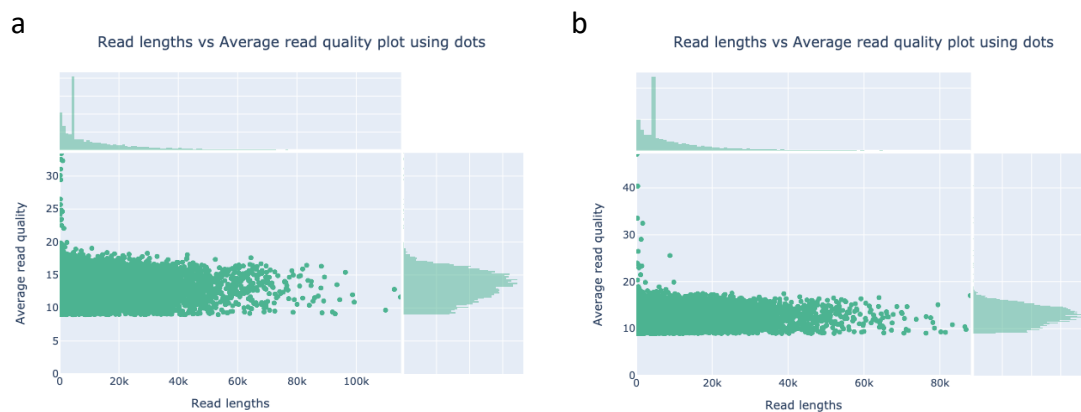 a
Read lengths vs Average read quality plot using dots
Average read quality
30
25
20
15
10
5
0
0
20k
40k
60k
80k
100k
Read lengths
b
Read lengths vs Average read quality plot using dots
Average read quality
40
30
20
10
0
0
20k
40k
60k
80k
Read lengths